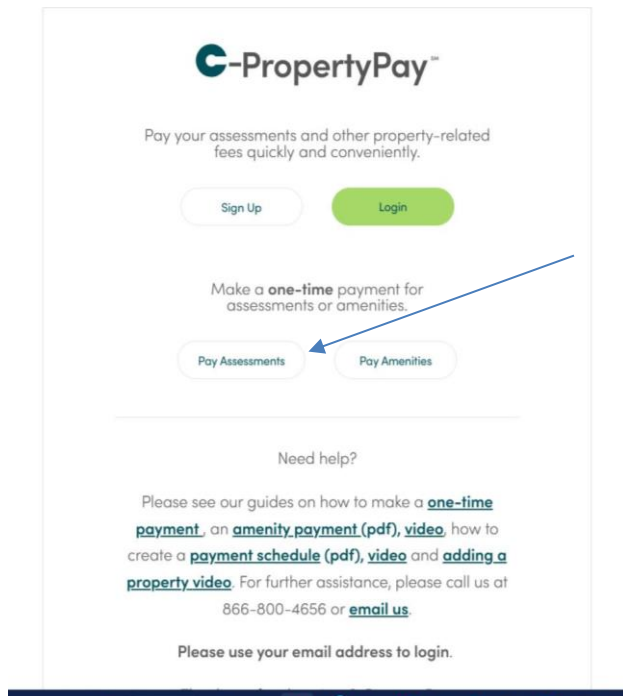 C-PropertyPay℠
Pay your assessments and other property-related
fees quickly and conveniently.
Sign Up
Login
Make a one-time payment for
assessments or amenities.
Pay Assessments
Pay Amenities
Need help?
Please see our guides on how to make a one-time
payment , an amenity payment (pdf), video, how to
create a payment schedule (pdf), video and adding a
property video. For further assistance, please call us at
866-800-4656 or email us.
Please use your email address to login.